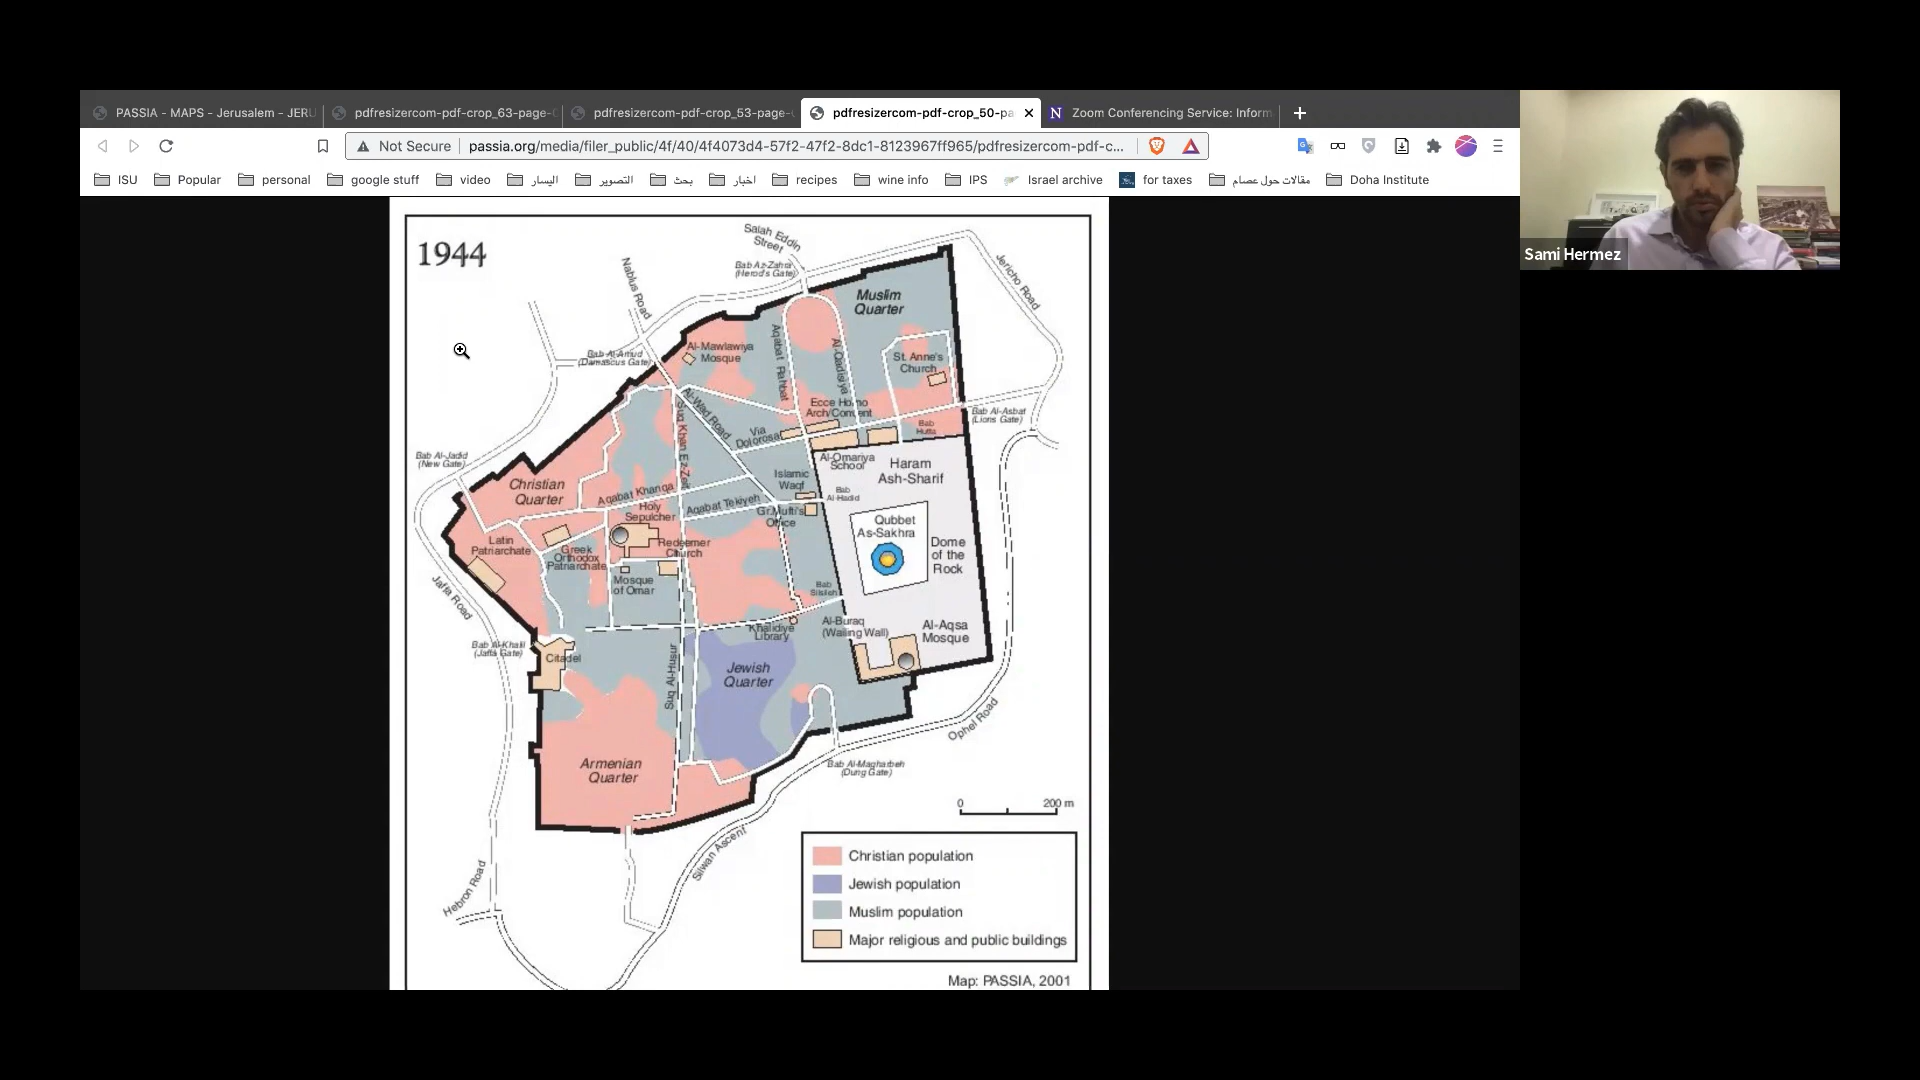 PASSIA - MAPS - Jerusalem - JERU
pdfresizercom-pdf-crop_63-page-
pdfresizercom-pdf-crop_53-page-
pdfresizercom-pdf-crop_50-pa
Zoom Conferencing Service: Inform
Not Secure
passia.org/media/filer_public/4f/40/4f4073d4-57f2-47f2-8dc1-8123967ff965/pdfresizercom-pdf-c...
ISU
Popular
personal
google stuff
video
اليسار
التصوير
بحث
اخبار
recipes
wine info
IPS
Israel archive
for taxes
مقالات حول عصام
Doha Institute
Sami Hermez
1944
Salah Eddin
Street
Bab Az-Zahra
(Herod's Gate)
Nablus Road
Jericho Road
Muslim
Quarter
Bab Al-Amud
(Damascus Gate)
Al-Mawlawiya
Mosque
Aqabat Rahbat
Al-Qadisiya
St. Anne's
Church
Al-Wad Road
Suq Khan Ez-Zeit
Ecce Homo
Arch/Convent
Via
Dolorosa
Bab
Hutta
Bab Al-Asbat
(Lions Gate)
Bab Al-Jadid
(New Gate)
Al-Omariya
School
Haram
Ash-Sharif
Christian
Quarter
Islamic
Waqf
Aqabat Khanqa
Aqabat Tekiyeh
Bab
Al-Hadid
Holy
Sepulcher
Gr.Mufti's
Office
Qubbet
As-Sakhra
Latin
Patriarchate
Greek
Orthodox
Patriarchate
Redeemer
Church
Dome
of the
Rock
Mosque
of Omar
Bab
Silsileh
Jaffa Road
Khalidiye
Library
Al-Buraq
(Wailing Wall)
Al-Aqsa
Mosque
Bab Al-Khalil
(Jaffa Gate)
Citadel
Suq Al-Husur
Jewish
Quarter
Ophel Road
Armenian
Quarter
Bab Al-Magharbeh
(Dung Gate)
Silwan Ascent
Hebron Road
0 200 m
Christian population
Jewish population
Muslim population
Major religious and public buildings
Map: PASSIA, 2001